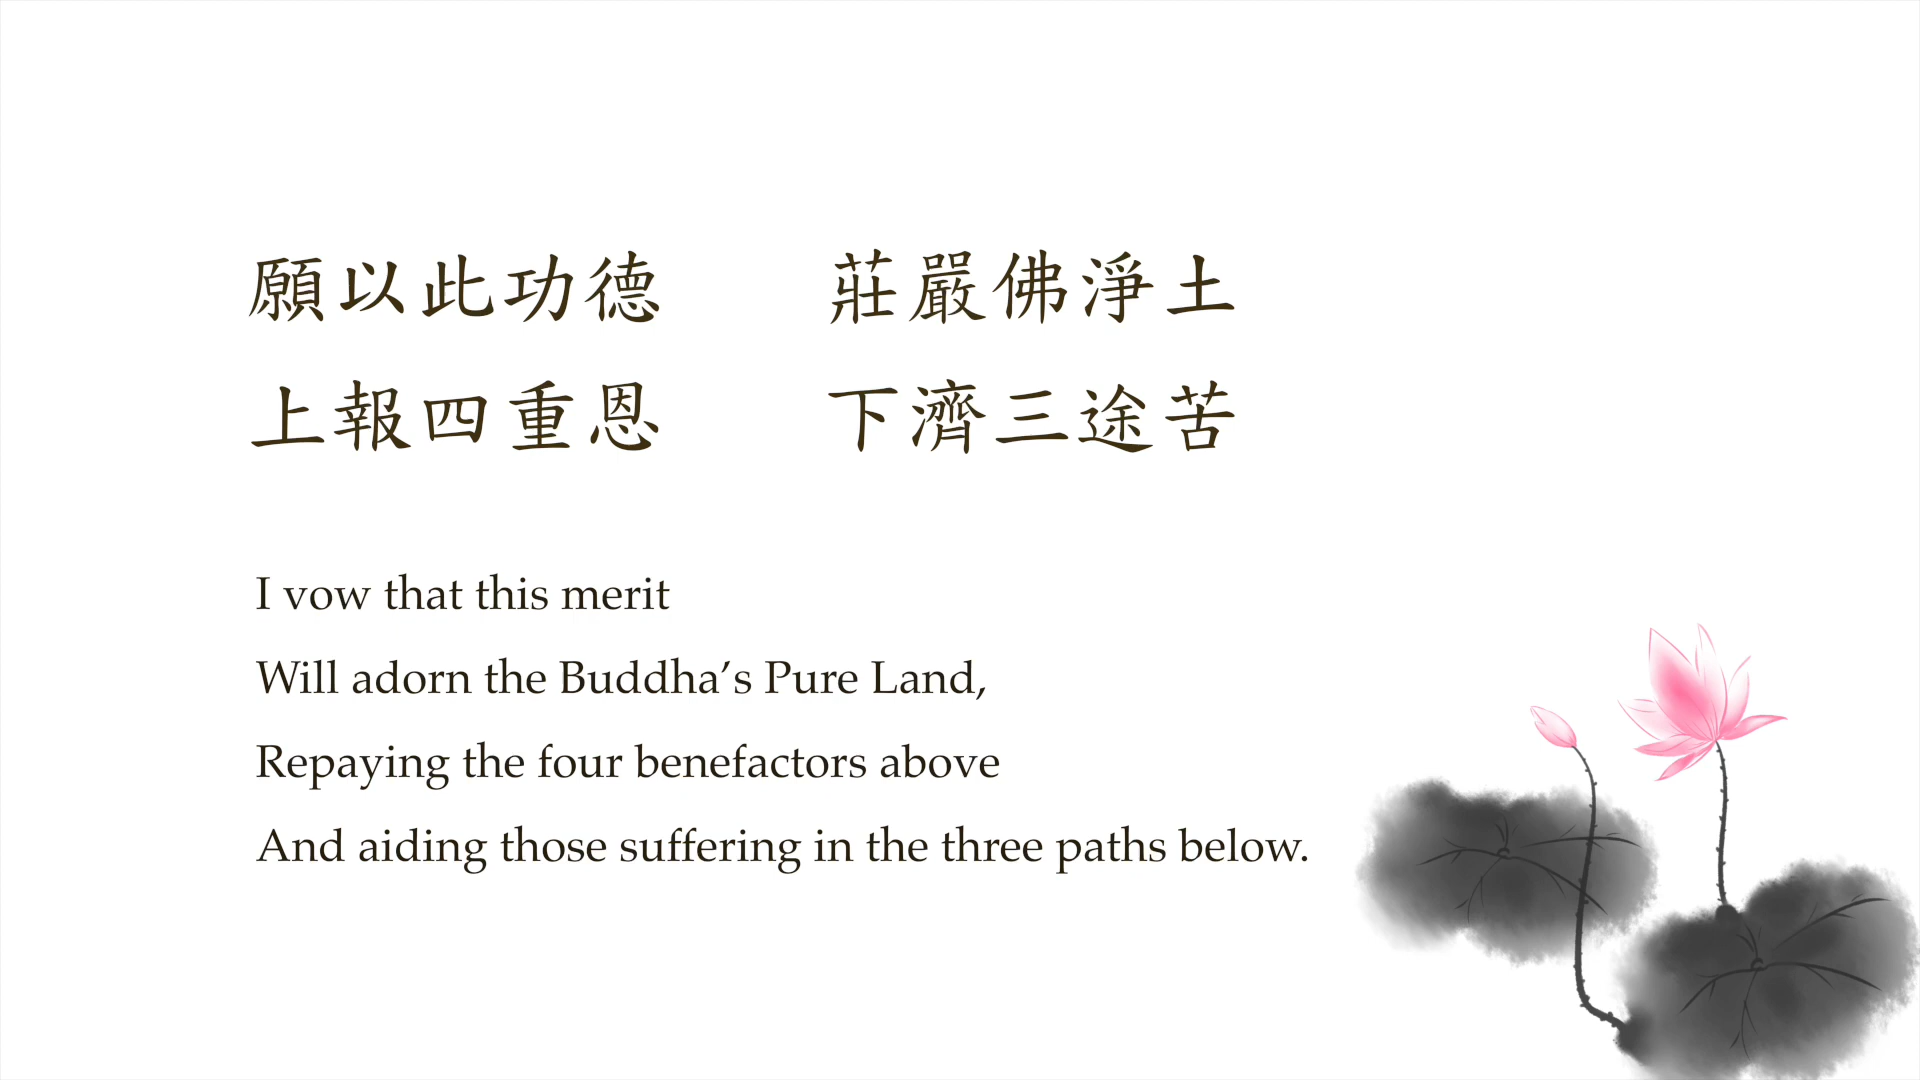 願以此功德 莊嚴佛淨土
上報四重恩 下濟三途苦
I vow that this merit
Will adorn the Buddha’s Pure Land,
Repaying the four benefactors above
And aiding those suffering in the three paths below.